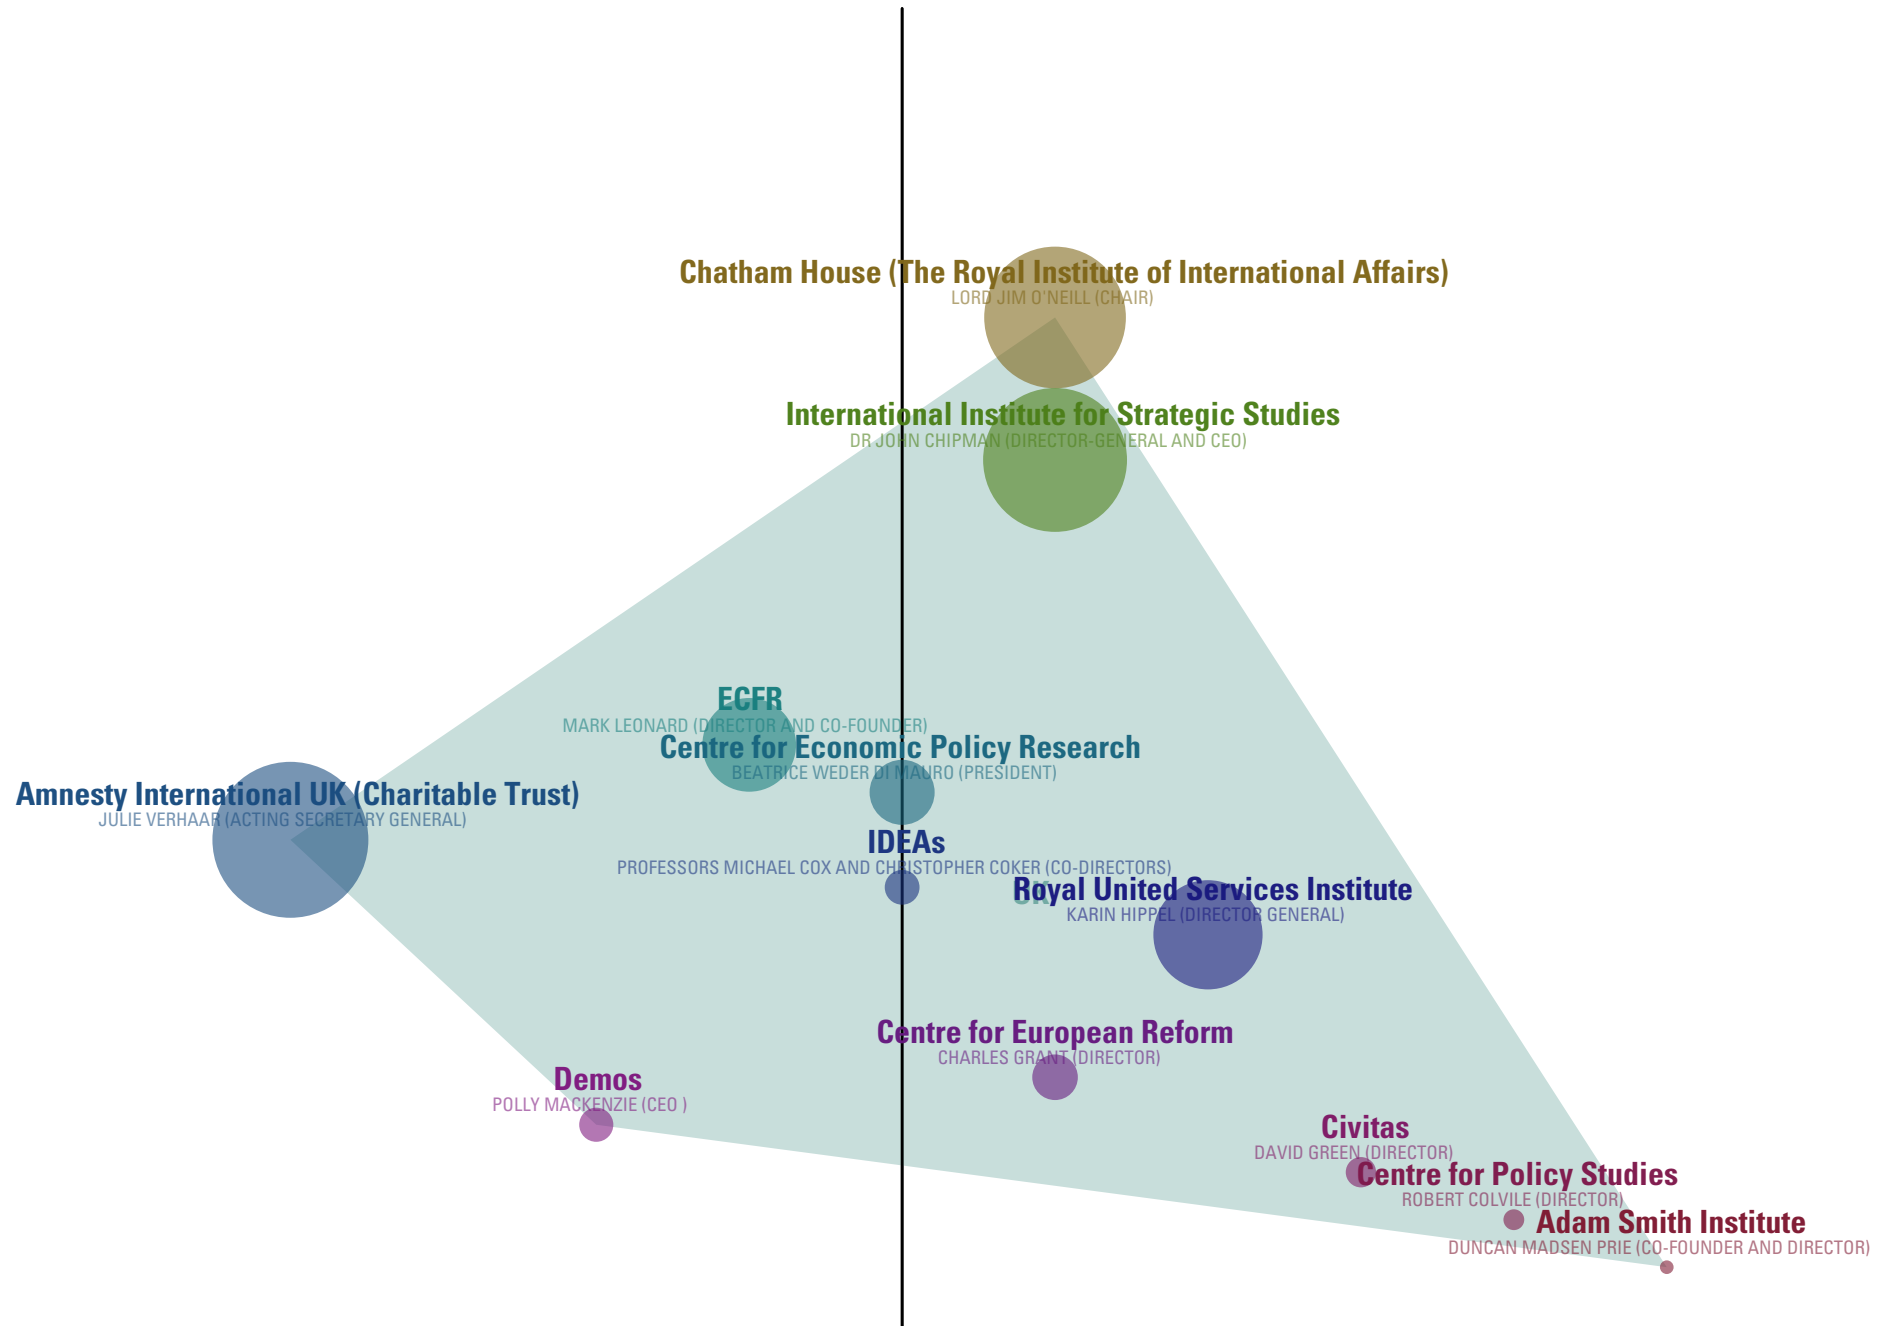 Chatham House (The Royal Institute of International Affairs)
LORD JIM O'NEILL (CHAIR)
International Institute for Strategic Studies
DR JOHN CHIPMAN (DIRECTOR-GENERAL AND CEO)
ECFR
MARK LEONARD (DIRECTOR AND CO-FOUNDER)
Centre for Economic Policy Research
BEATRICE WEDER DI MAURO (PRESIDENT)
Amnesty International UK (Charitable Trust)
JULIE VERHAAR (ACTING SECRETARY GENERAL)
IDEAs
PROFESSORS MICHAEL COX AND CHRISTOPHER COKER (CO-DIRECTORS)
UK
Royal United Services Institute
KARIN HIPPEL (DIRECTOR GENERAL)
Centre for European Reform
CHARLES GRANT (DIRECTOR)
Demos
POLLY MACKENZIE (CEO )
Civitas
DAVID GREEN (DIRECTOR)
Centre for Policy Studies
ROBERT COLVILE (DIRECTOR)
Adam Smith Institute
DUNCAN MADSEN PRIE (CO-FOUNDER AND DIRECTOR)